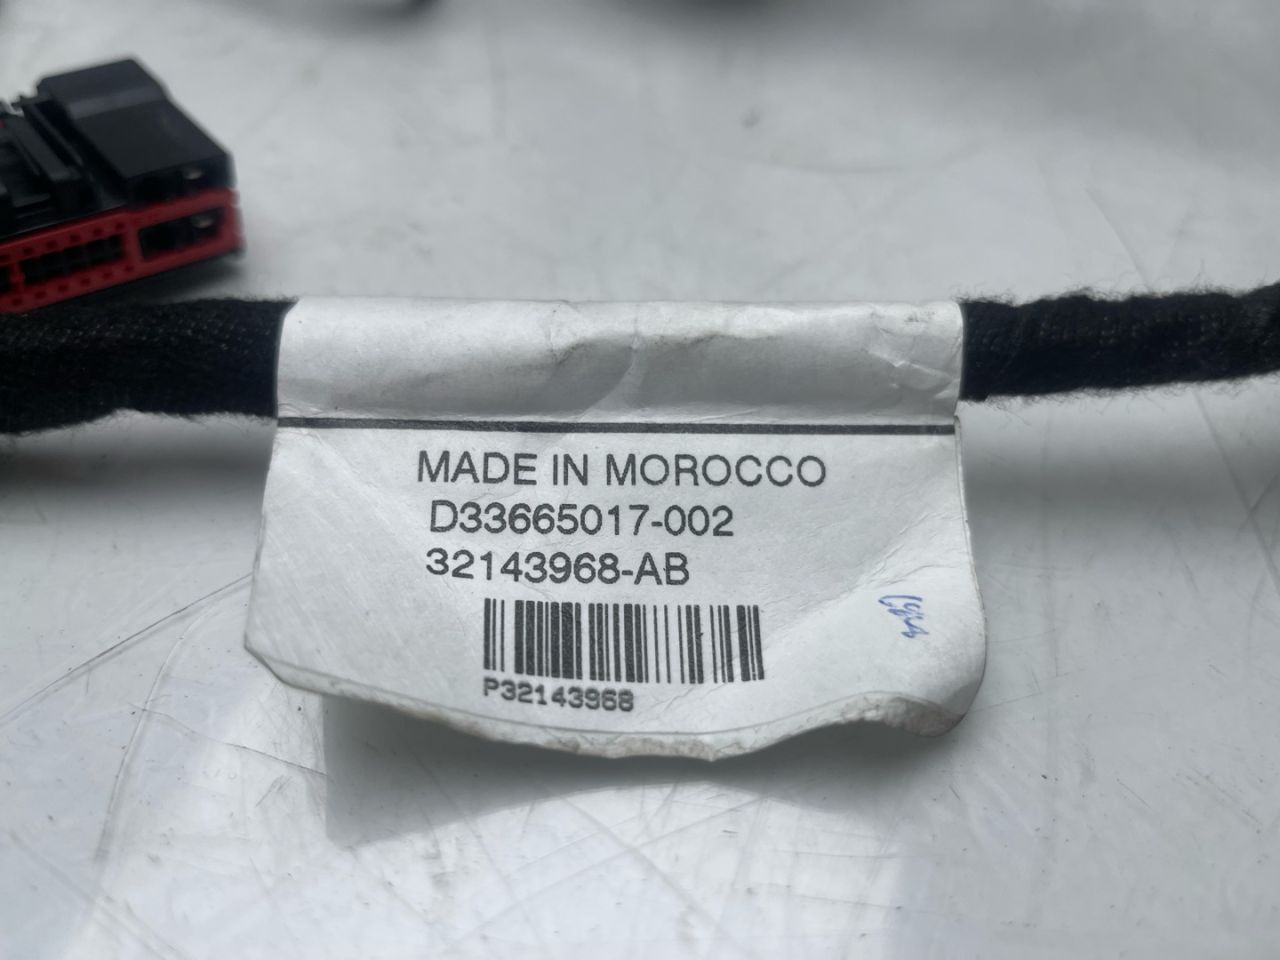 MADE IN MOROCCO
D33665017-002
32143968-AB
P32143968